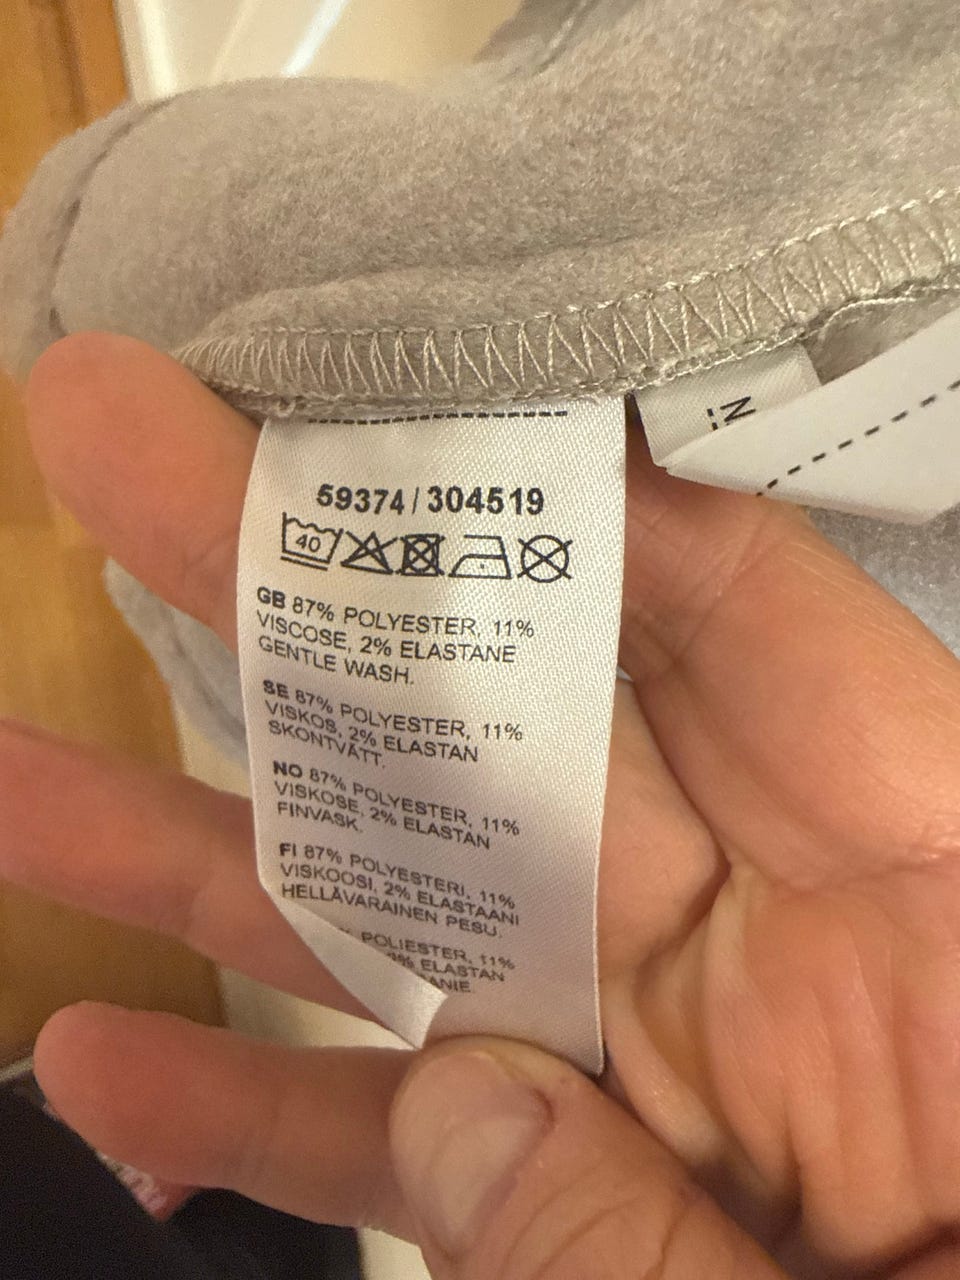 59374 / 304519
40
GB 87% POLYESTER, 11%
VISCOSE, 2% ELASTANE
GENTLE WASH.
SE 87% POLYESTER, 11%
VISKOS, 2% ELASTAN
SKONTVÄTT.
NO 87% POLYESTER, 11%
VISKOSE, 2% ELASTAN
FINVASK.
FI 87% POLYESTERI, 11%
VISKOOSI, 2% ELASTAANI
HELLÄVARAINEN PESU.
% POLIESTER, 11%
ELASTAN